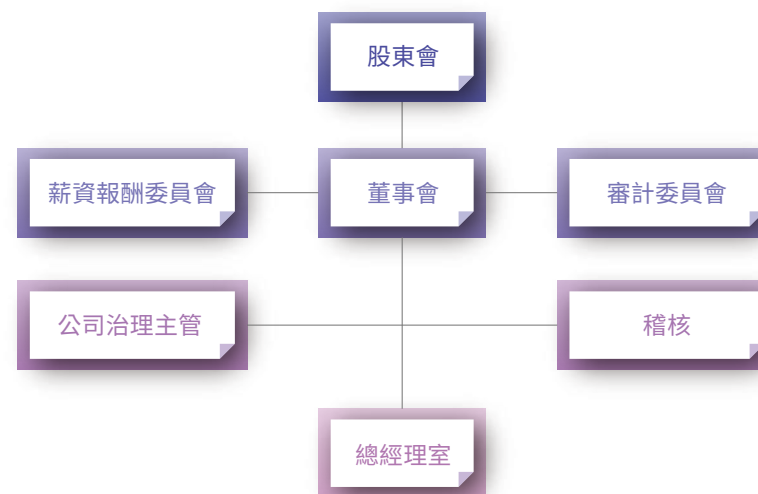 股東會
薪資報酬委員會
董事會
審計委員會
公司治理主管
稽核
總經理室